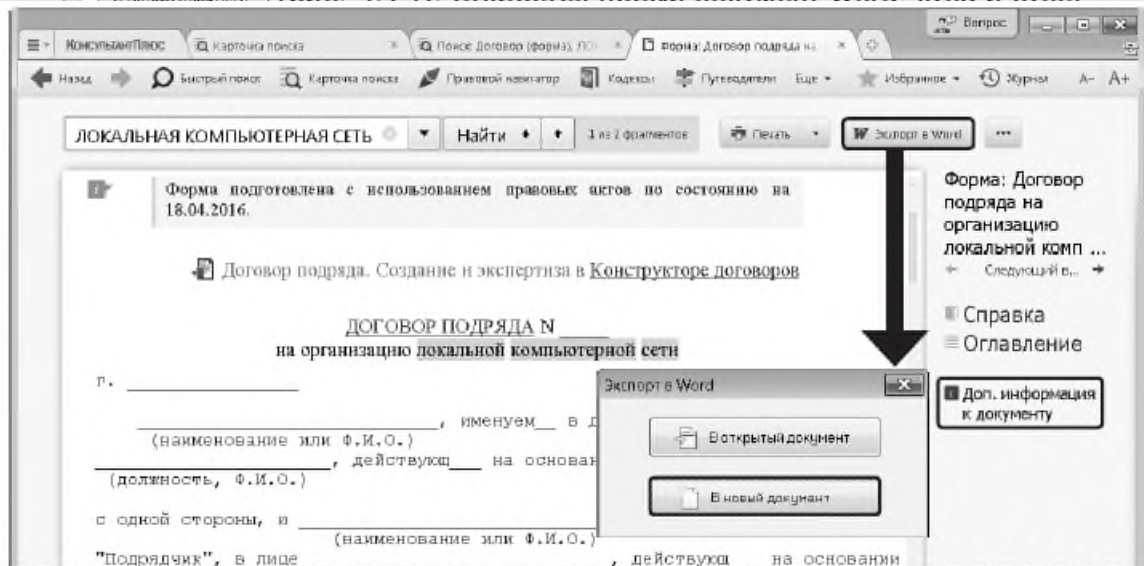 Вопрос
КонсультантПлюс Карточка поиска Поиск: Договор (форма), Форма: Договор подряда на
Назад Быстрый поиск Карточка поиска Правовой навигатор Кодексы Путеводители Еще Избранное Журнал A- A+
ЛОКАЛЬНАЯ КОМПЬЮТЕРНАЯ СЕТЬ Найти 1 из 2 фрагментов Печать Экспорт в Word ...
Форма подготовлена с использованием правовых актов по состоянию на
18.04.2016.
Договор подряда. Создание и экспертиза в Конструкторе договоров
ДОГОВОР ПОДРЯДА N _____
на организацию локальной компьютерной сети
г. _______________
____________________________, именуем__ в д
(наименование или Ф.И.О.)
______________________, действующ___ на основан
(должность, Ф.И.О.)
с одной стороны, и ___________________________
(наименование или Ф.И.О.)
"Подрядчик", в лице ____________________________, действующ___ на основании
Экспорт в Word
В открытый документ
В новый документ
Форма: Договор
подряда на
организацию
локальной комп ...
Следующий в...
Справка
Оглавление
Доп. информация
к документу